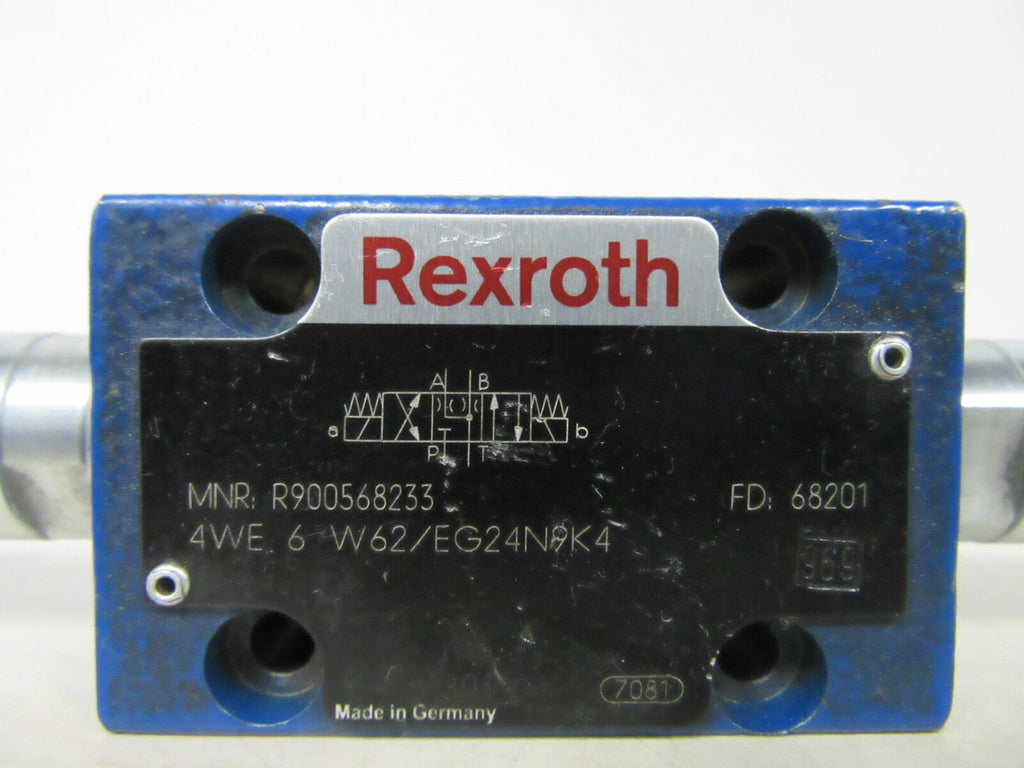 Rexroth
A B
a b
P T
MNR: R900568233 FD: 68201
4WE 6 W62/EG24N9K4
7081
Made in Germany